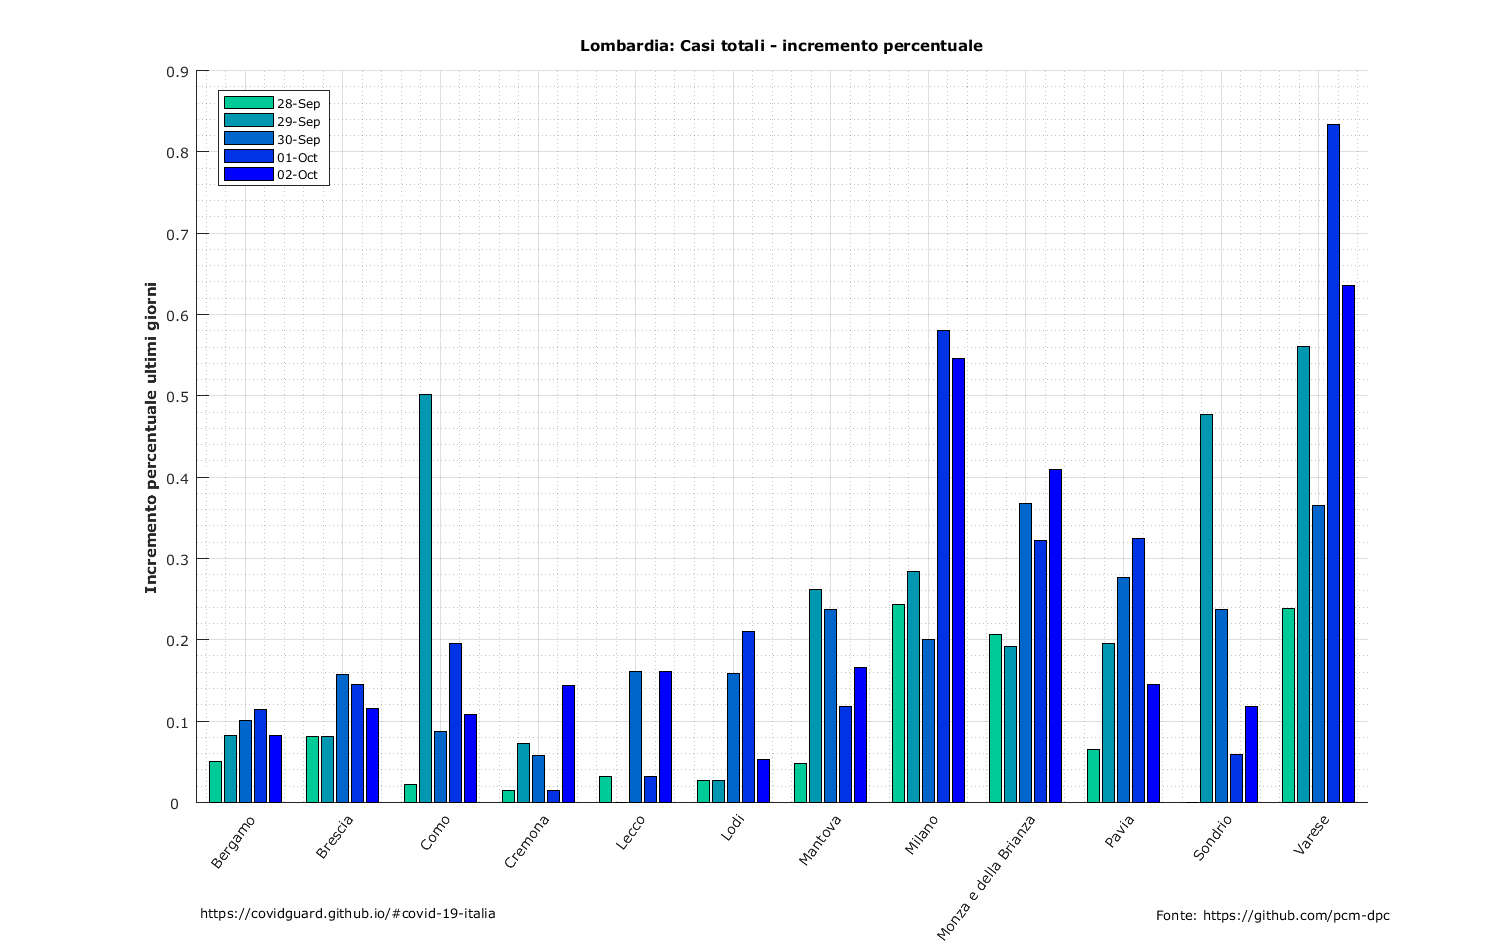 Lombardia: Casi totali - incremento percentuale
Incremento percentuale ultimi giorni
0.9
0.8
0.7
0.6
0.5
0.4
0.3
0.2
0.1
0
28-Sep
29-Sep
30-Sep
01-Oct
02-Oct
Bergamo
Brescia
Como
Cremona
Lecco
Lodi
Mantova
Milano
Monza e della Brianza
Pavia
Sondrio
Varese
https://covidguard.github.io/#covid-19-italia
Fonte: https://github.com/pcm-dpc